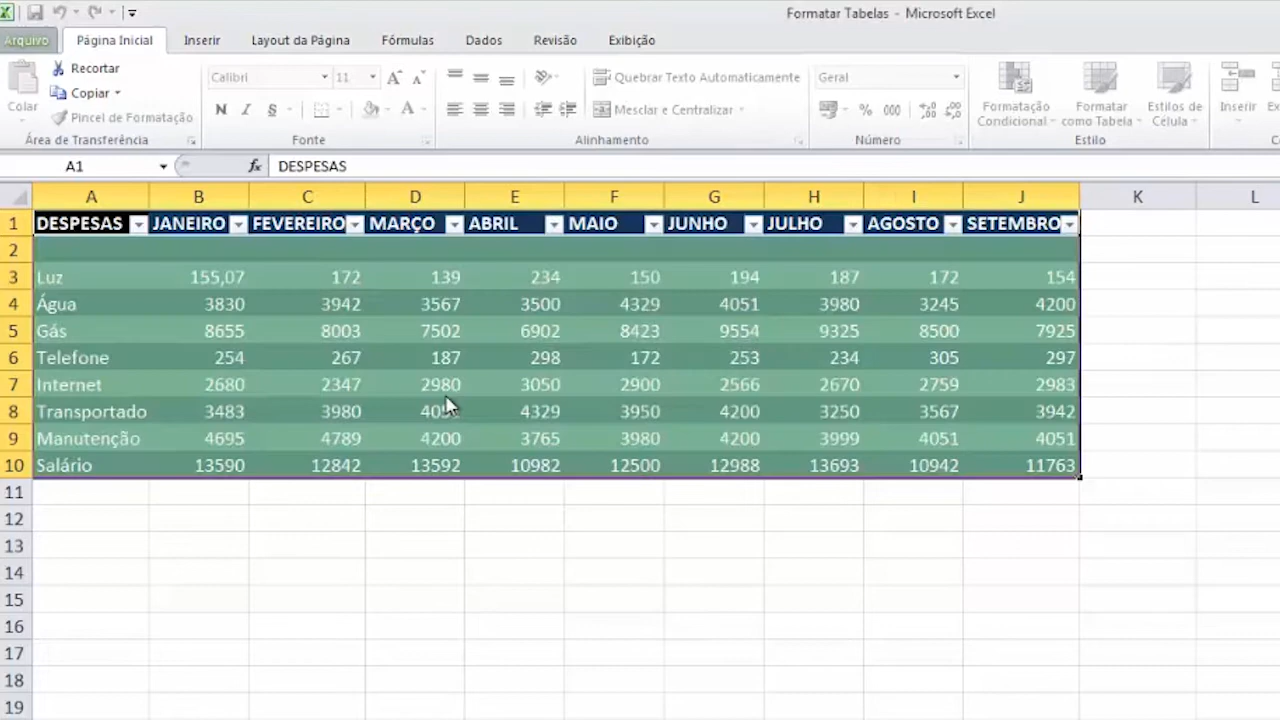 Formatar Tabelas - Microsoft Excel
Arquivo Página Inicial Inserir Layout da Página Fórmulas Dados Revisão Exibição
Colar
Recortar
Copiar
Pincel de Formatação
Área de Transferência
Calibri 11
N I S A
Fonte
Quebrar Texto Automaticamente
Mesclar e Centralizar
Alinhamento
Geral
% 000
Número
Formatação Condicional
Formatar como Tabela
Estilos de Célula
Estilo
Inserir
A1 fx DESPESAS
A B C D E F G H I J K L
1 DESPESAS JANEIRO FEVEREIRO MARÇO ABRIL MAIO JUNHO JULHO AGOSTO SETEMBRO
2
3 Luz 155,07 172 139 234 150 194 187 172 154
4 Água 3830 3942 3567 3500 4329 4051 3980 3245 4200
5 Gás 8655 8003 7502 6902 8423 9554 9325 8500 7925
6 Telefone 254 267 187 298 172 253 234 305 297
7 Internet 2680 2347 2980 3050 2900 2566 2670 2759 2983
8 Transportado 3483 3980 4329 3950 4200 3250 3567 3942
9 Manutenção 4695 4789 4200 3765 3980 4200 3999 4051 4051
10 Salário 13590 12842 13592 10982 12500 12988 13693 10942 11763
11
12
13
14
15
16
17
18
19